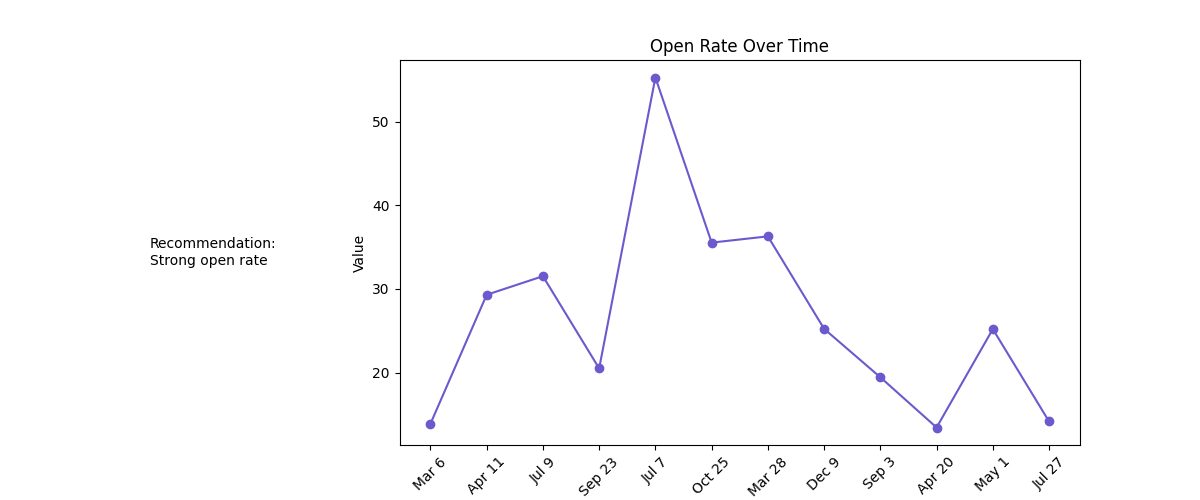 Open Rate Over Time
Recommendation:
Strong open rate
Value
50
40
30
20
Mar 6
Apr 11
Jul 9
Sep 23
Jul 7
Oct 25
Mar 28
Dec 9
Sep 3
Apr 20
May 1
Jul 27